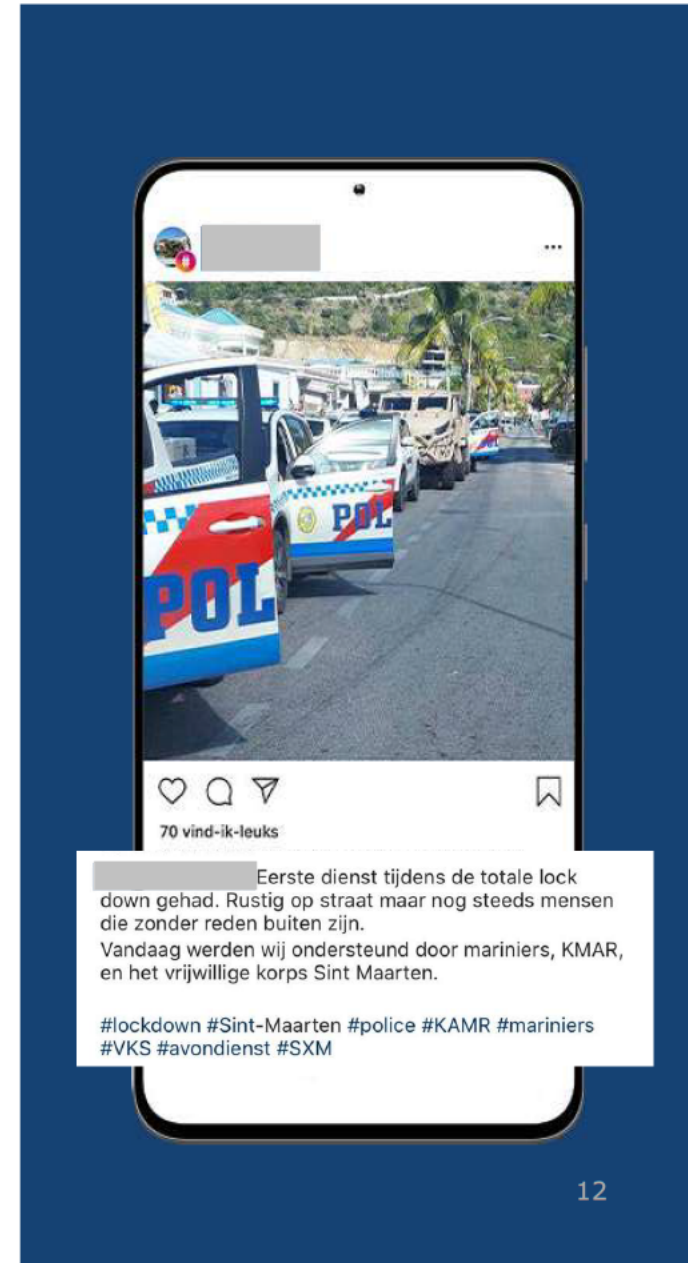 POL
POL
70 vind-ik-leuks
Eerste dienst tijdens de totale lock
down gehad. Rustig op straat maar nog steeds mensen
die zonder reden buiten zijn.
Vandaag werden wij ondersteund door mariniers, KMAR,
en het vrijwillige korps Sint Maarten.
#lockdown #Sint-Maarten #police #KAMR #mariniers
#VKS #avondienst #SXM
12